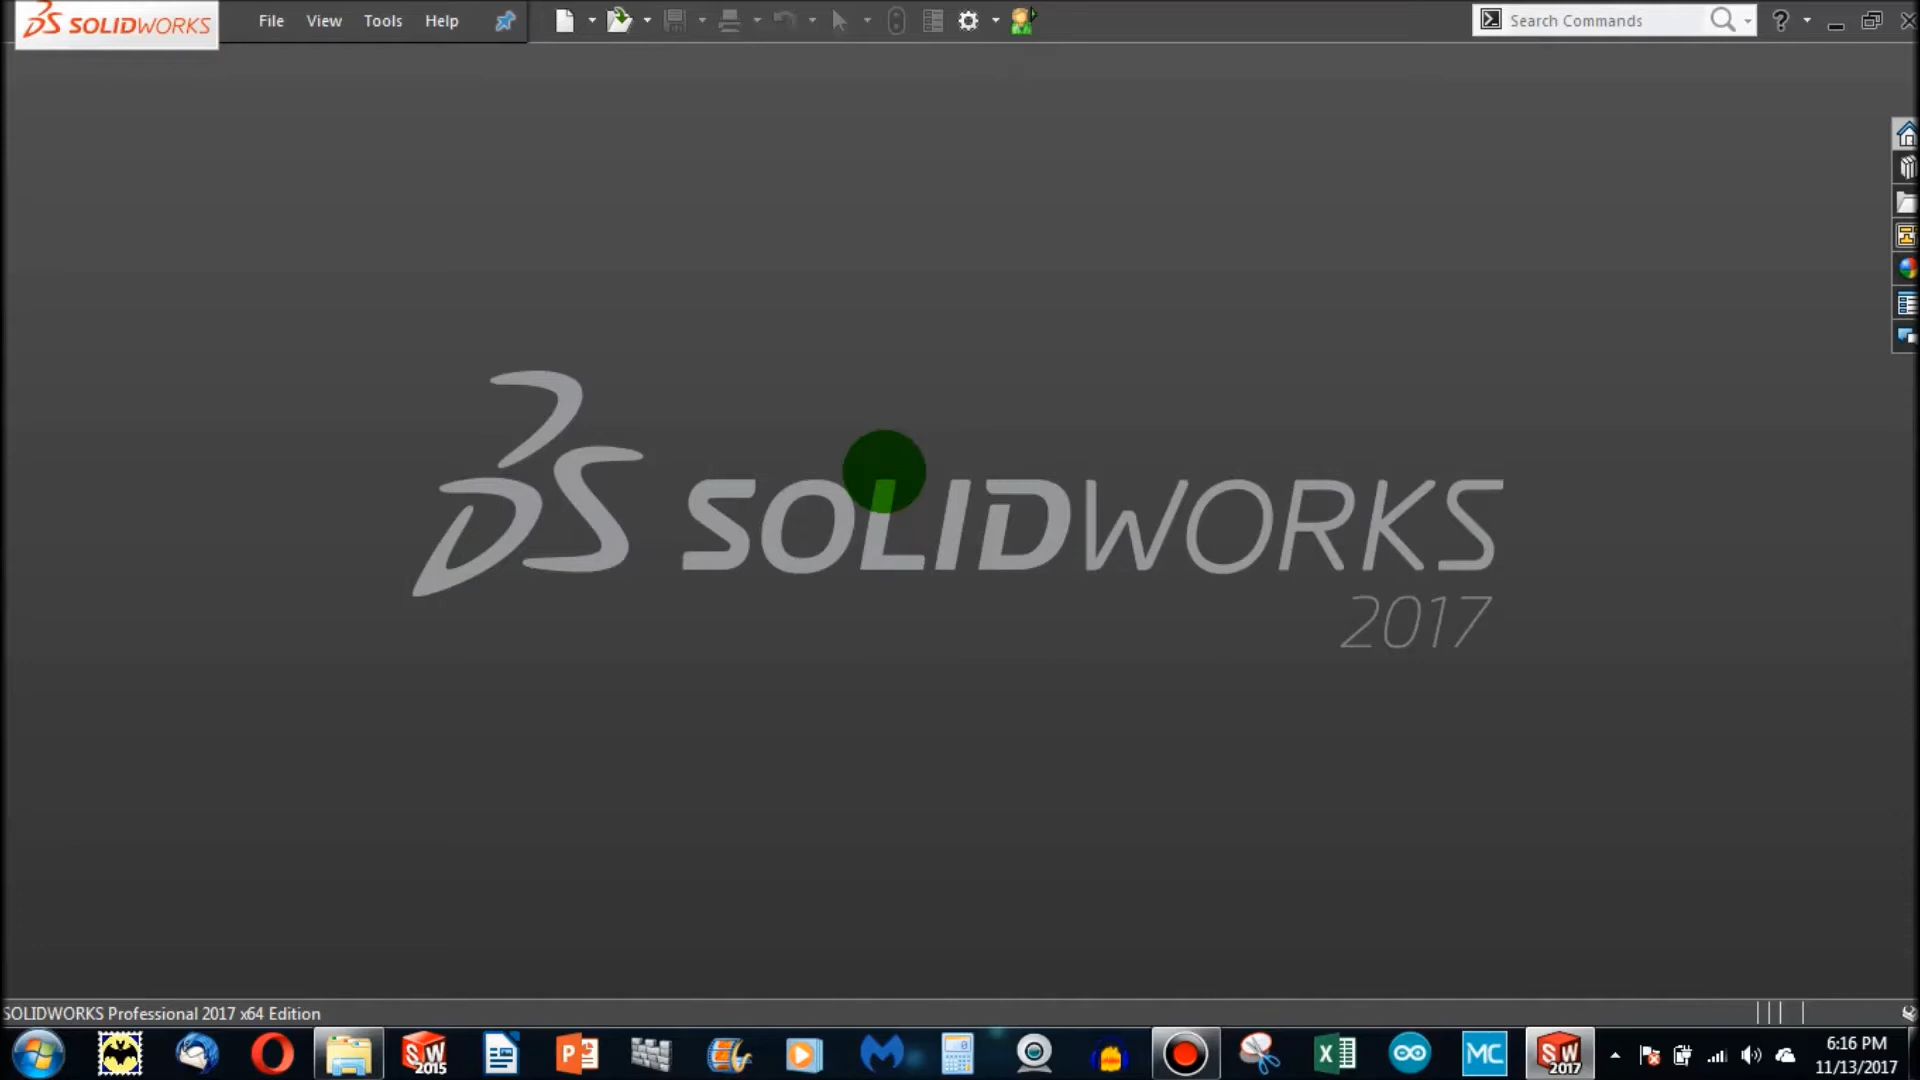 SOLIDWORKS File View Tools Help Search Commands
SOLIDWORKS
2017
SOLIDWORKS Professional 2017 x64 Edition
SW 2015 P X MC SW 2017 6:16 PM
11/13/2017